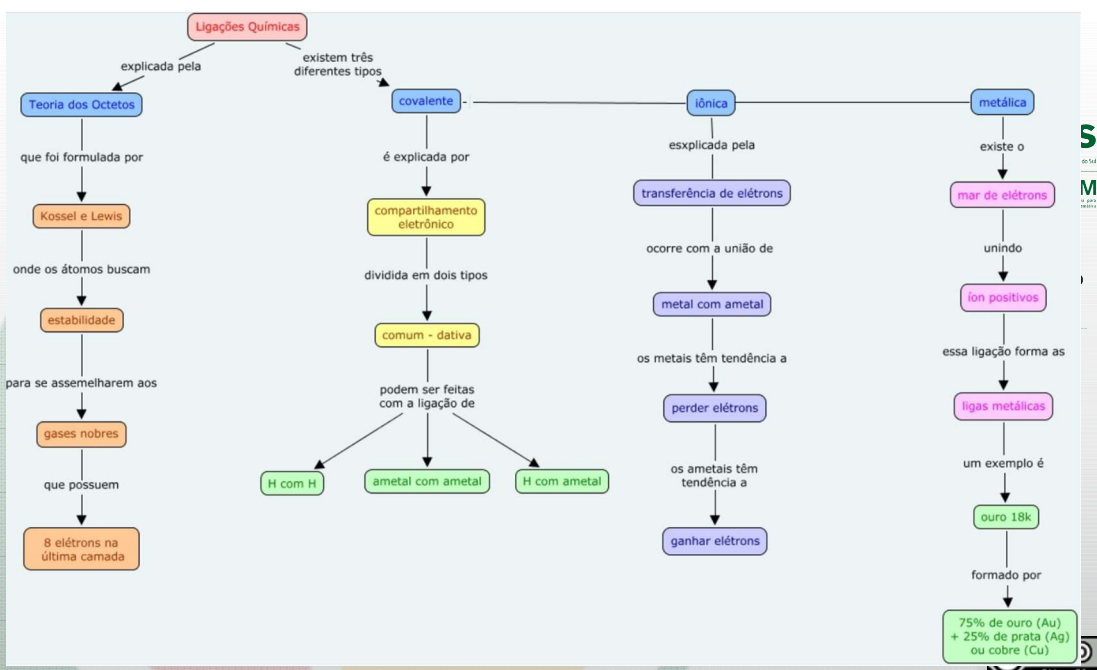 Ligações Químicas
explicada pela
existem três
diferentes tipos
Teoria dos Octetos
que foi formulada por
Kossel e Lewis
onde os átomos buscam
estabilidade
para se assemelharem aos
gases nobres
que possuem
8 elétrons na
última camada
covalente
é explicada por
compartilhamento
eletrônico
dividida em dois tipos
comum - dativa
podem ser feitas
com a ligação de
H com H
ametal com ametal
H com ametal
iônica
esxplicada pela
transferência de elétrons
ocorre com a união de
metal com ametal
os metais têm tendência a
perder elétrons
os ametais têm
tendência a
ganhar elétrons
metálica
existe o
mar de elétrons
unindo
íon positivos
essa ligação forma as
ligas metálicas
um exemplo é
ouro 18k
formado por
75% de ouro (Au)
+ 25% de prata (Ag)
ou cobre (Cu)
S
do Sul
M